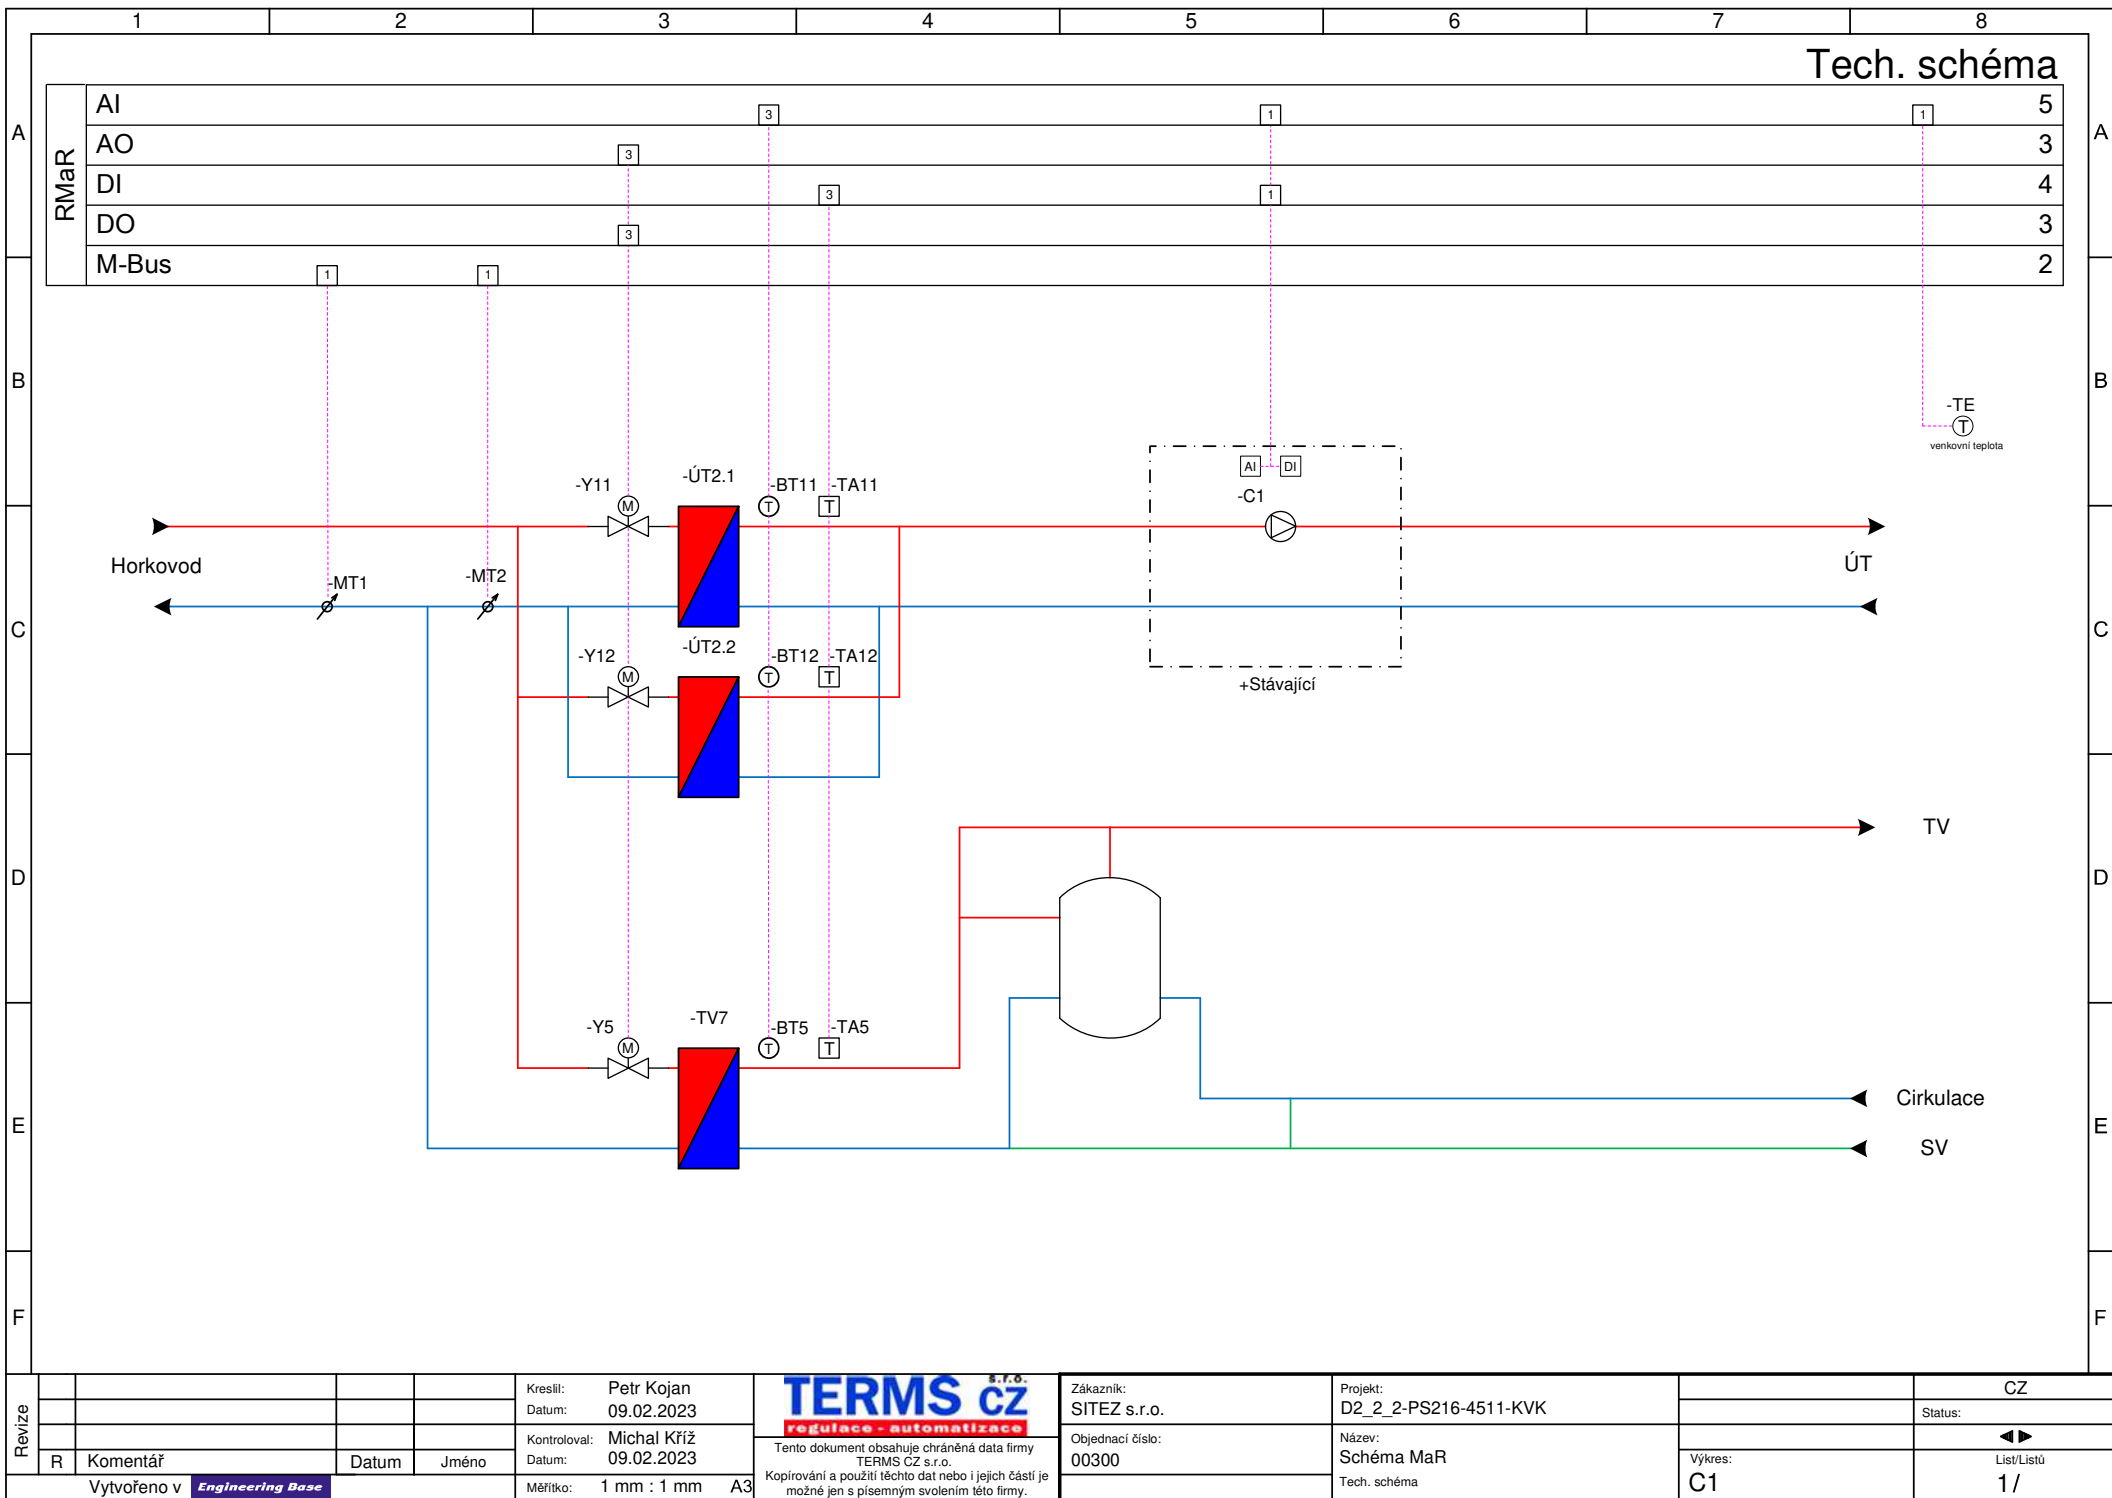 1 2 3 4 5 6 7 8
Tech. schéma
RMaR
AI 3 1 1 5
AO 3 3
DI 3 1 4
DO 3 3
M-Bus 1 1 2
A A
B B
C C
D D
E E
F F
-TE
T
venkovní teplota
AI DI
-C1
+Stávající
-Y11 -ÚT2.1 -BT11 -TA11
M T T
Horkovod
ÚT
-MT1
-MT2
-Y12 -ÚT2.2 -BT12 -TA12
M T T
TV
-Y5 -TV7 -BT5 -TA5
M T T
Cirkulace
SV
Revize
R Komentář Datum Jméno
Vytvořeno v Engineering Base
Kreslil: Petr Kojan
Datum: 09.02.2023
Kontroloval: Michal Kříž
Datum: 09.02.2023
Měřítko: 1 mm : 1 mm A3
TERMS CZ s.r.o.
regulace - automatizace
Tento dokument obsahuje chráněná data firmy
TERMS CZ s.r.o.
Kopírování a použití těchto dat nebo i jejich částí je
možné jen s písemným svolením této firmy.
Zákazník:
SITEZ s.r.o.
Objednací číslo:
00300
Projekt:
D2_2_2-PS216-4511-KVK
Název:
Schéma MaR
Tech. schéma
Výkres:
C1
CZ
Status:
List/Listů
1/